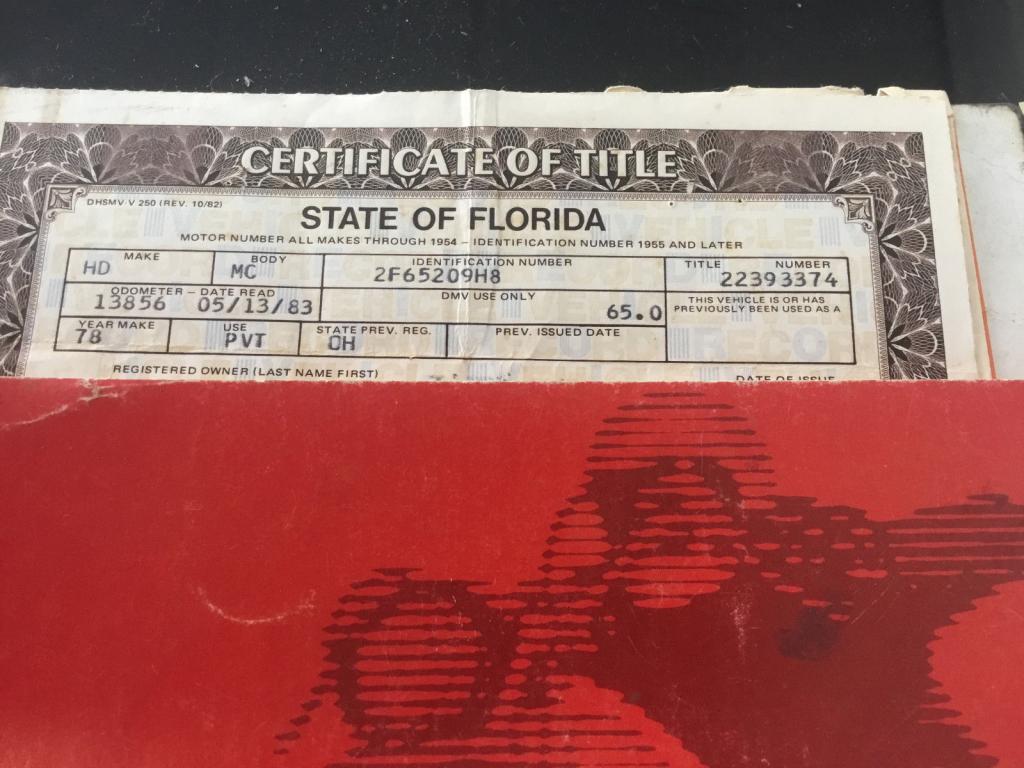 CERTIFICATE OF TITLE
DHSMV V 250 (REV. 10/82)
STATE OF FLORIDA
MOTOR NUMBER ALL MAKES THROUGH 1954 – IDENTIFICATION NUMBER 1955 AND LATER
MAKE BODY IDENTIFICATION NUMBER TITLE NUMBER
HD MC 2F65209H8 22393374
ODOMETER – DATE READ DMV USE ONLY THIS VEHICLE IS OR HAS
13856 05/13/83 65.0 PREVIOUSLY BEEN USED AS A
YEAR MAKE USE STATE PREV. REG. PREV. ISSUED DATE
78 PVT OH
REGISTERED OWNER (LAST NAME FIRST) DATE OF ISSUE